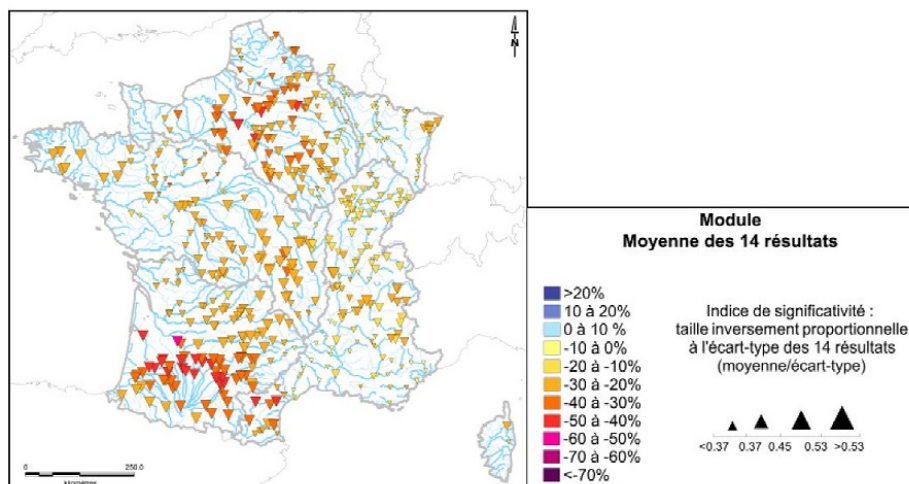 N
0
250.0
kilomètres
Module
Moyenne des 14 résultats
>20%
10 à 20%
0 à 10 %
-10 à 0%
-20 à -10%
-30 à -20%
-40 à -30%
-50 à -40%
-60 à -50%
-70 à -60%
<-70%
Indice de significativité :
taille inversement proportionnelle
à l'écart-type des 14 résultats
(moyenne/écart-type)
<0.37 0.37 0.45 0.53 >0.53